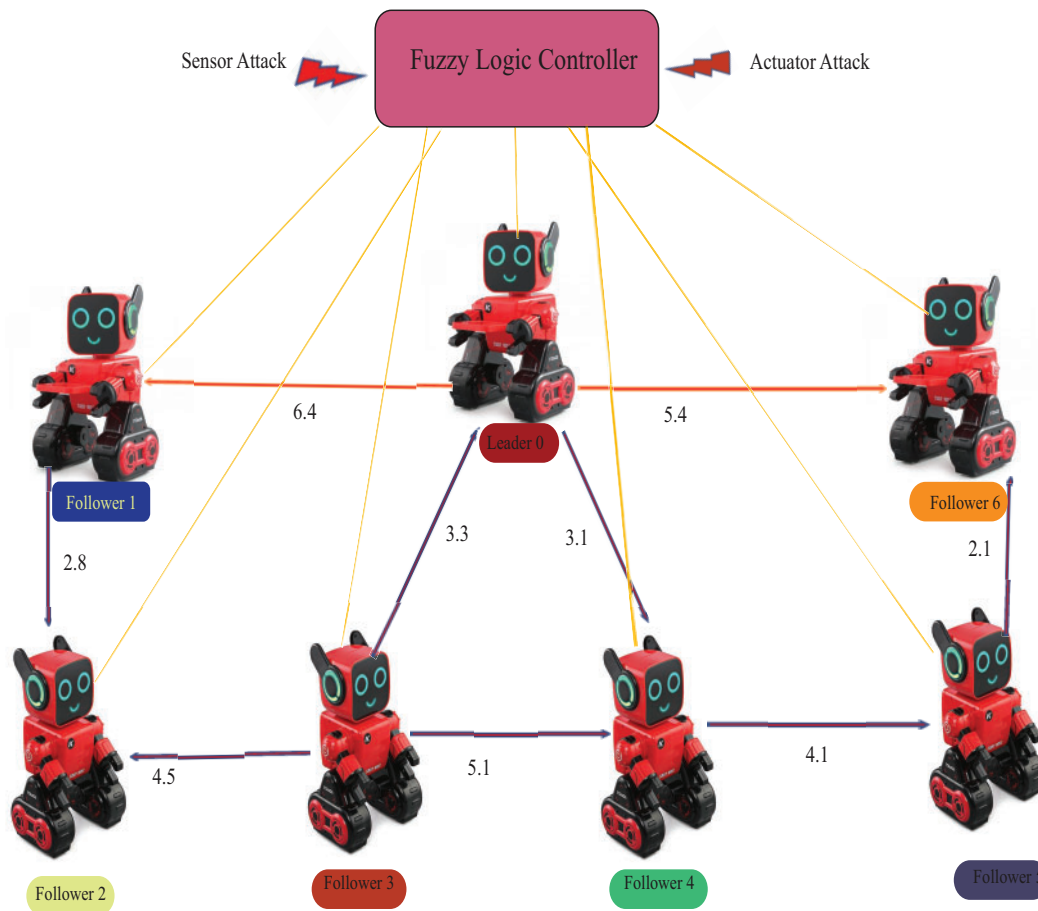 Fuzzy Logic Controller
Sensor Attack
Actuator Attack
6.4
5.4
Leader 0
Follower 1
Follower 6
3.3
3.1
2.8
2.1
4.5
5.1
4.1
Follower 2
Follower 3
Follower 4
Follower